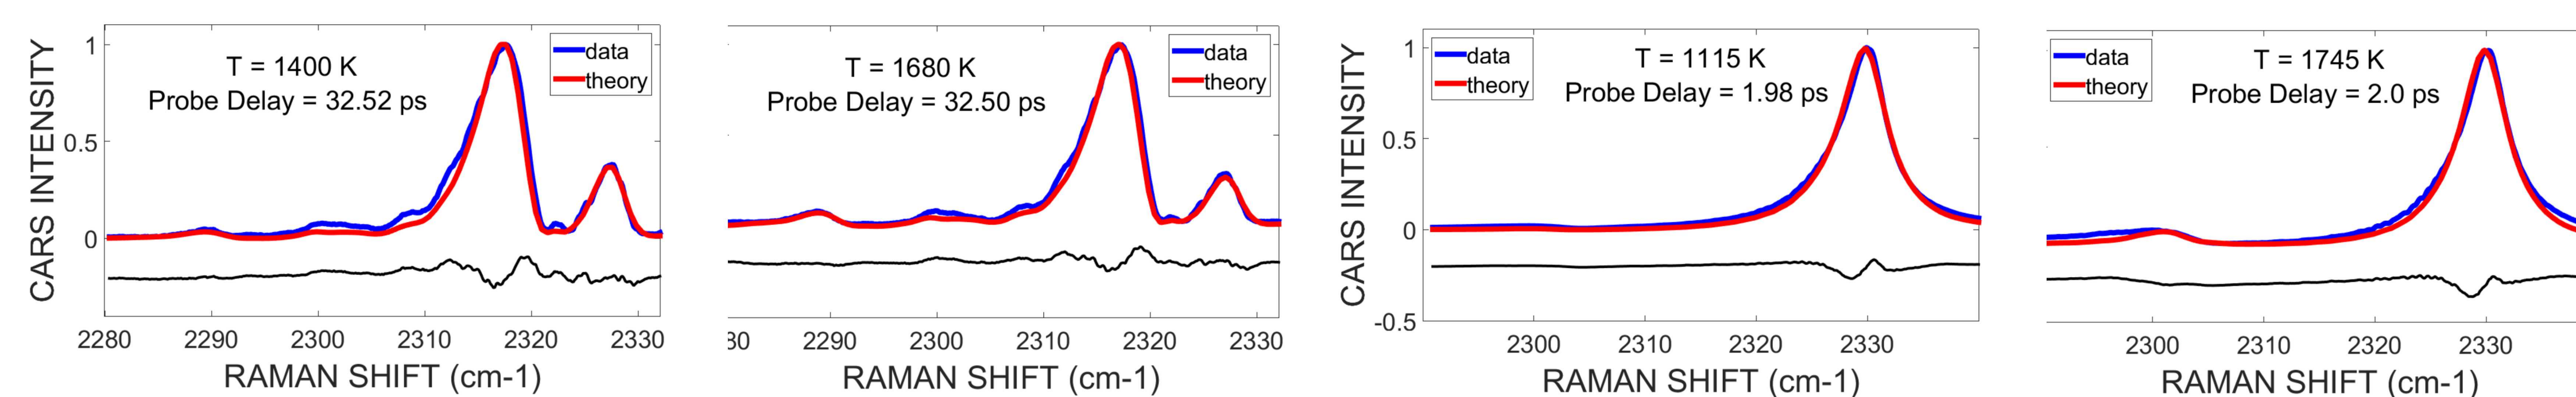 CARS INTENSITY
1
0.5
0
T = 1400 K
Probe Delay = 32.52 ps
data
theory
2280 2290 2300 2310 2320 2330
RAMAN SHIFT (cm-1)
T = 1680 K
Probe Delay = 32.50 ps
data
theory
80 2290 2300 2310 2320 2330
RAMAN SHIFT (cm-1)
CARS INTENSITY
1
0.5
0
-0.5
data
theory
T = 1115 K
Probe Delay = 1.98 ps
2300 2310 2320 2330
RAMAN SHIFT (cm-1)
data
theory
T = 1745 K
Probe Delay = 2.0 ps
2300 2310 2320 2330
RAMAN SHIFT (cm-1)